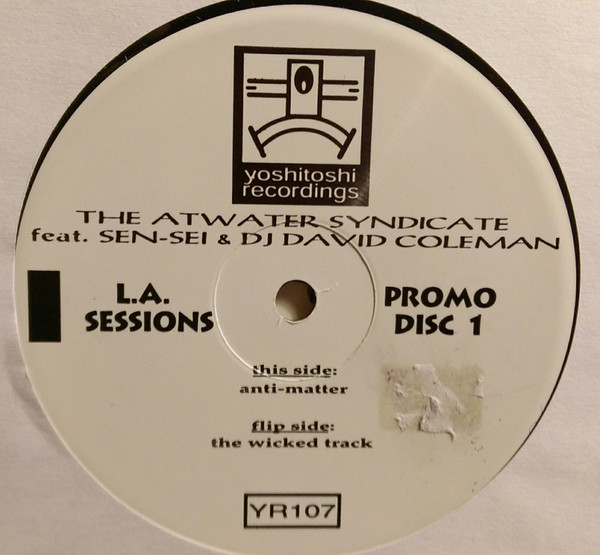 yoshitoshi
recordings
THE ATWATER SYNDICATE
feat. SEN-SEI & DJ DAVID COLEMAN
L.A.
SESSIONS
PROMO
DISC 1
this side:
anti-matter
flip side:
the wicked track
YR107